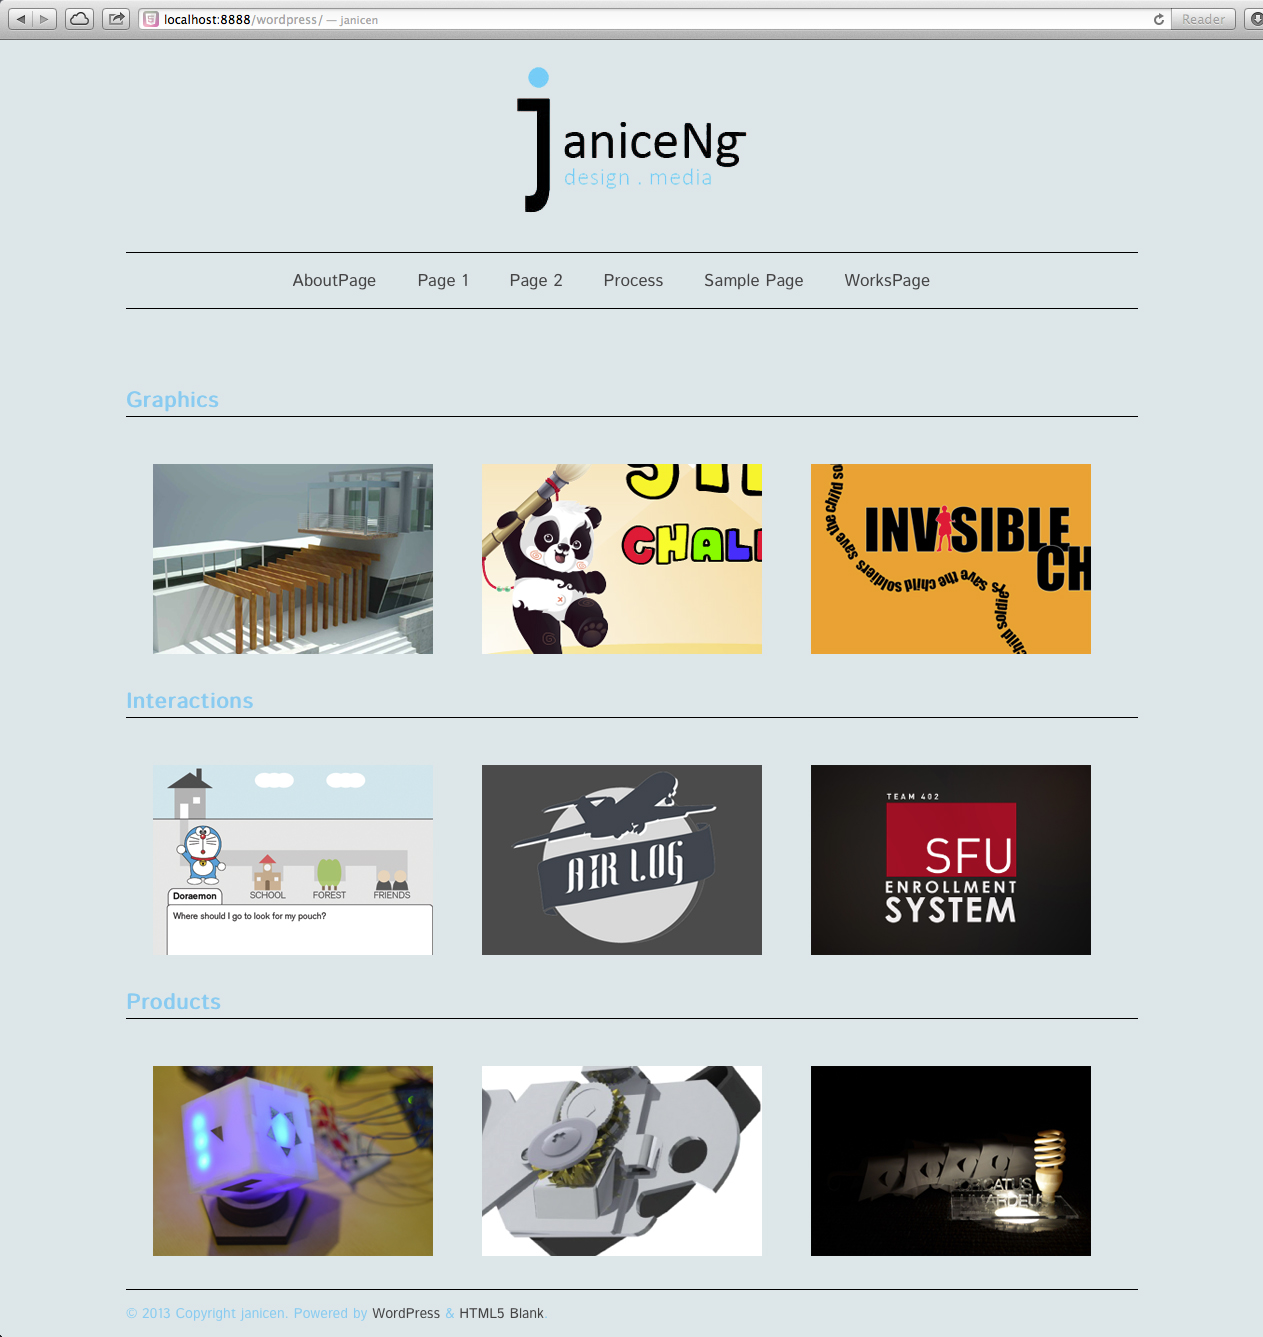 localhost:8888/wordpress/ — janicen
Reader
janiceNg
design . media
AboutPage Page 1 Page 2 Process Sample Page WorksPage
Graphics
CHALL
save the child soldiers save the child soldiers
INVISIBLE
CH
Interactions
Doraemon
SCHOOL FOREST FRIENDS
Where should I go to look for my pouch?
AIR LOG
TEAM 402
SFU
ENROLLMENT
SYSTEM
Products
© 2013 Copyright janicen. Powered by WordPress & HTML5 Blank.